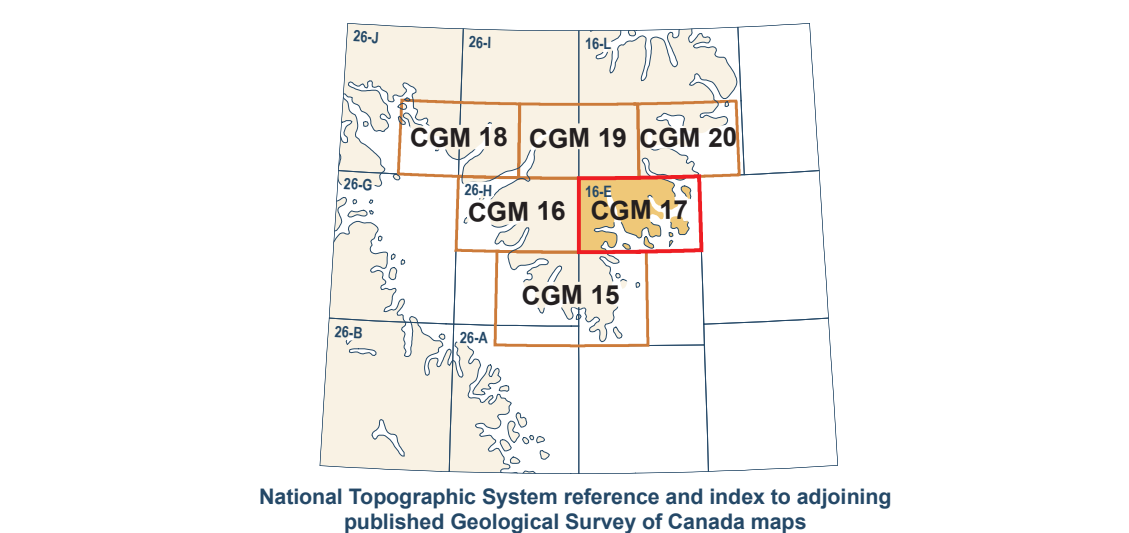 26-J
26-I
16-L
CGM 18
CGM 19
CGM 20
26-G
26-H
16-E
CGM 16
CGM 17
CGM 15
26-B
26-A
National Topographic System reference and index to adjoining
published Geological Survey of Canada maps